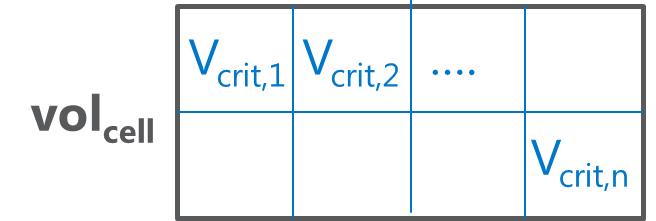 V_crit,1 V_crit,2 ....
vol_cell
V_crit,n